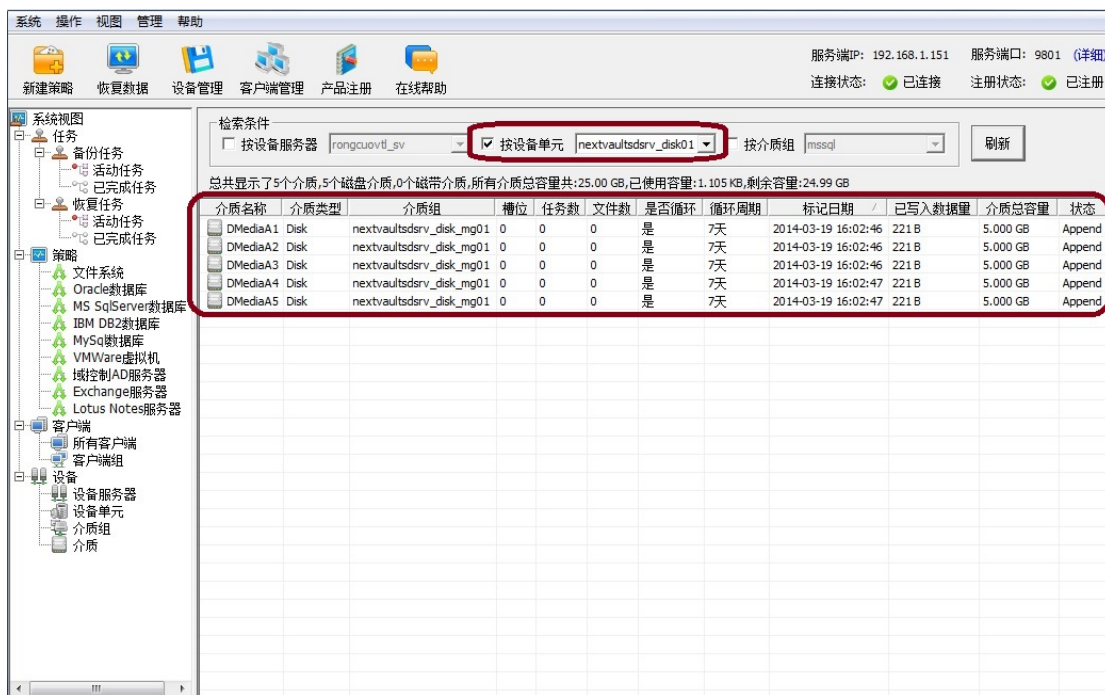 系统 操作 视图 管理 帮助
新建策略 恢复数据 设备管理 客户端管理 产品注册 在线帮助
服务端IP: 192.168.1.151 服务端口: 9801 (详细)
连接状态: 已连接 注册状态: 已注册
系统视图
任务
备份任务
活动任务
已完成任务
恢复任务
活动任务
已完成任务
策略
文件系统
Oracle数据库
MS SqlServer数据库
IBM DB2数据库
MySql数据库
VMWare虚拟机
域控制AD服务器
Exchange服务器
Lotus Notes服务器
客户端
所有客户端
客户端组
设备
设备服务器
设备单元
介质组
介质
检索条件
按设备服务器 rongcuovtl_sv 按设备单元 nextvaultsdsrv_disk01 按介质组 mssql 刷新
总共显示了5个介质,5个磁盘介质,0个磁带介质,所有介质总容量共:25.00 GB,已使用容量:1.105 KB,剩余容量:24.99 GB
介质名称 介质类型 介质组 槽位 任务数 文件数 是否循环 循环周期 标记日期 已写入数据量 介质总容量 状态
DMediaA1 Disk nextvaultsdsrv_disk_mg01 0 0 0 是 7天 2014-03-19 16:02:46 221 B 5.000 GB Append
DMediaA2 Disk nextvaultsdsrv_disk_mg01 0 0 0 是 7天 2014-03-19 16:02:46 221 B 5.000 GB Append
DMediaA3 Disk nextvaultsdsrv_disk_mg01 0 0 0 是 7天 2014-03-19 16:02:46 221 B 5.000 GB Append
DMediaA4 Disk nextvaultsdsrv_disk_mg01 0 0 0 是 7天 2014-03-19 16:02:47 221 B 5.000 GB Append
DMediaA5 Disk nextvaultsdsrv_disk_mg01 0 0 0 是 7天 2014-03-19 16:02:47 221 B 5.000 GB Append